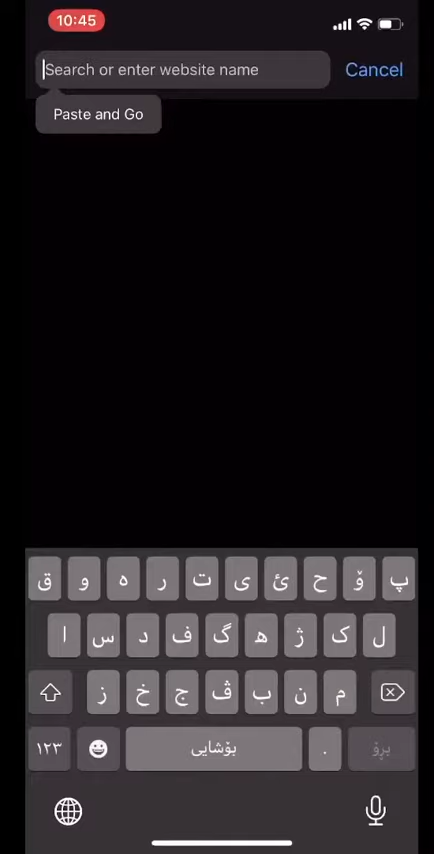 10:45
Search or enter website name
Cancel
Paste and Go
ق و ە ر ت ی ئ ح ۆ پ
ا س د ف گ ھ ژ ک ل
ز خ ج ڤ ب ن م
١٢٣ بۆشایی . بڕۆ